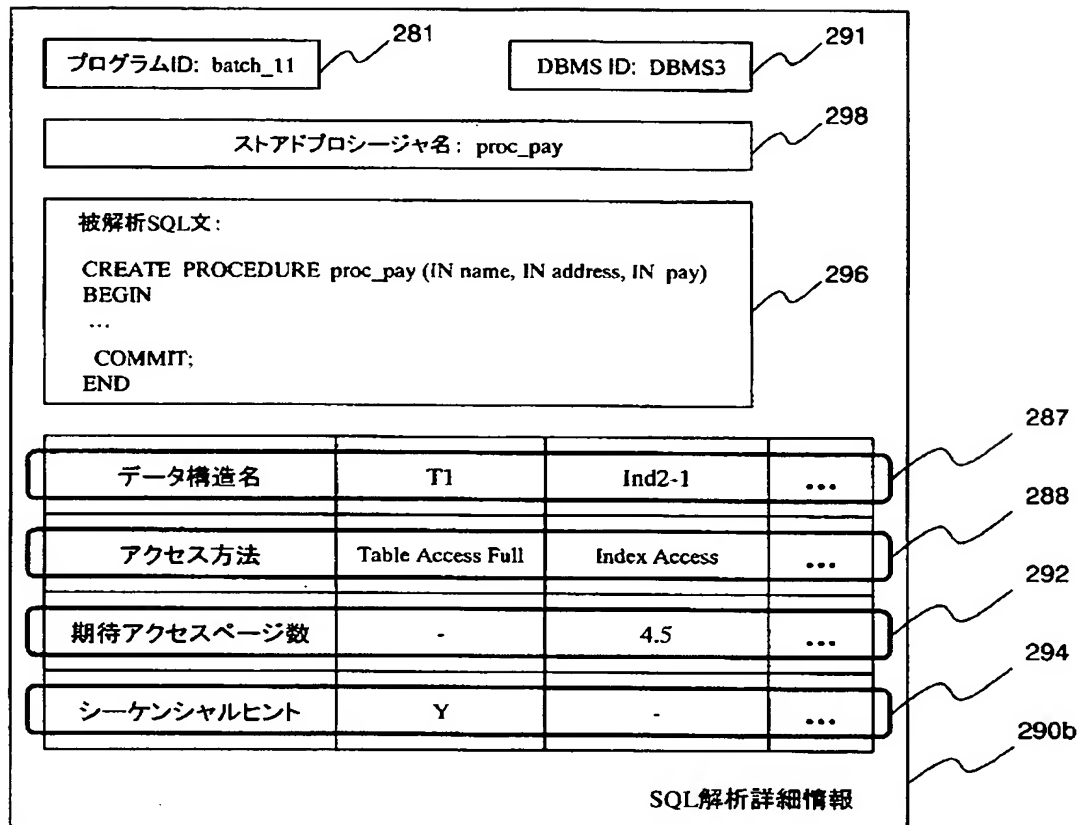 プログラムID: batch_11
281
DBMS ID: DBMS3
291
ストアドプロシージャ名: proc_pay
298
被解析SQL文:
CREATE PROCEDURE proc_pay (IN name, IN address, IN pay)
BEGIN
...
COMMIT;
END
296
データ構造名 T1 Ind2-1 ...
287
アクセス方法 Table Access Full Index Access ...
288
期待アクセスページ数 - 4.5 ...
292
シーケンシャルヒント Y - ...
294
290b
SQL解析詳細情報